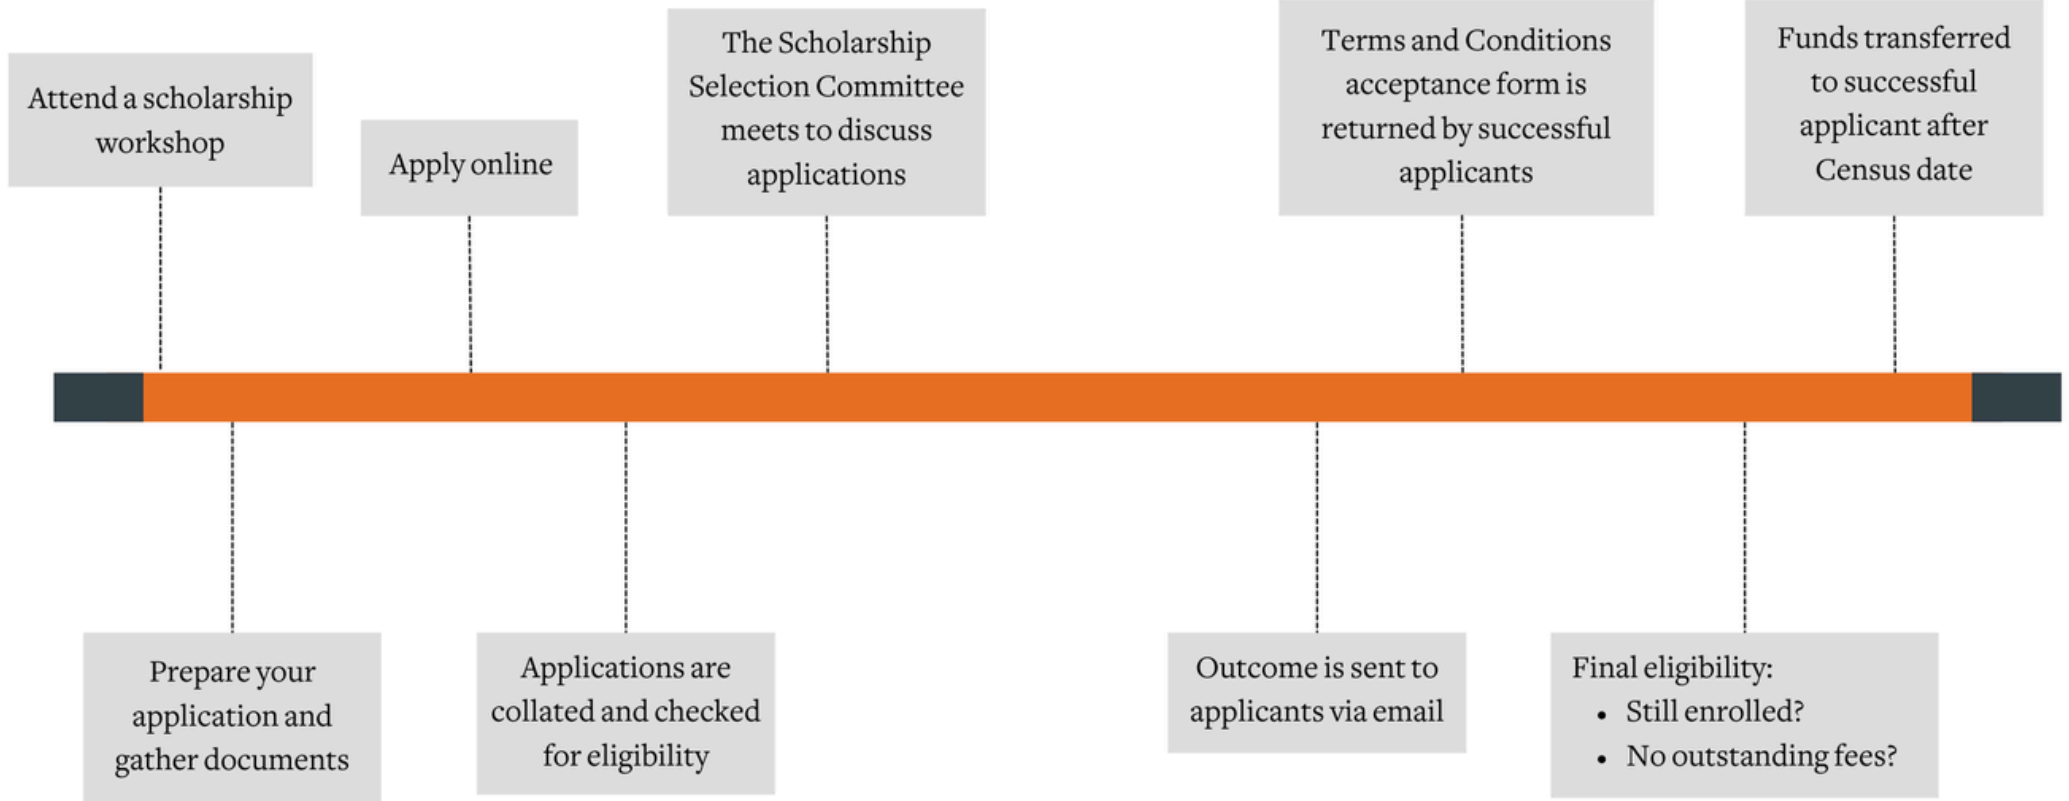 Attend a scholarship
workshop
Prepare your
application and
gather documents
Apply online
Applications are
collated and checked
for eligibility
The Scholarship
Selection Committee
meets to discuss
applications
Outcome is sent to
applicants via email
Terms and Conditions
acceptance form is
returned by successful
applicants
Final eligibility:
• Still enrolled?
• No outstanding fees?
Funds transferred
to successful
applicant after
Census date